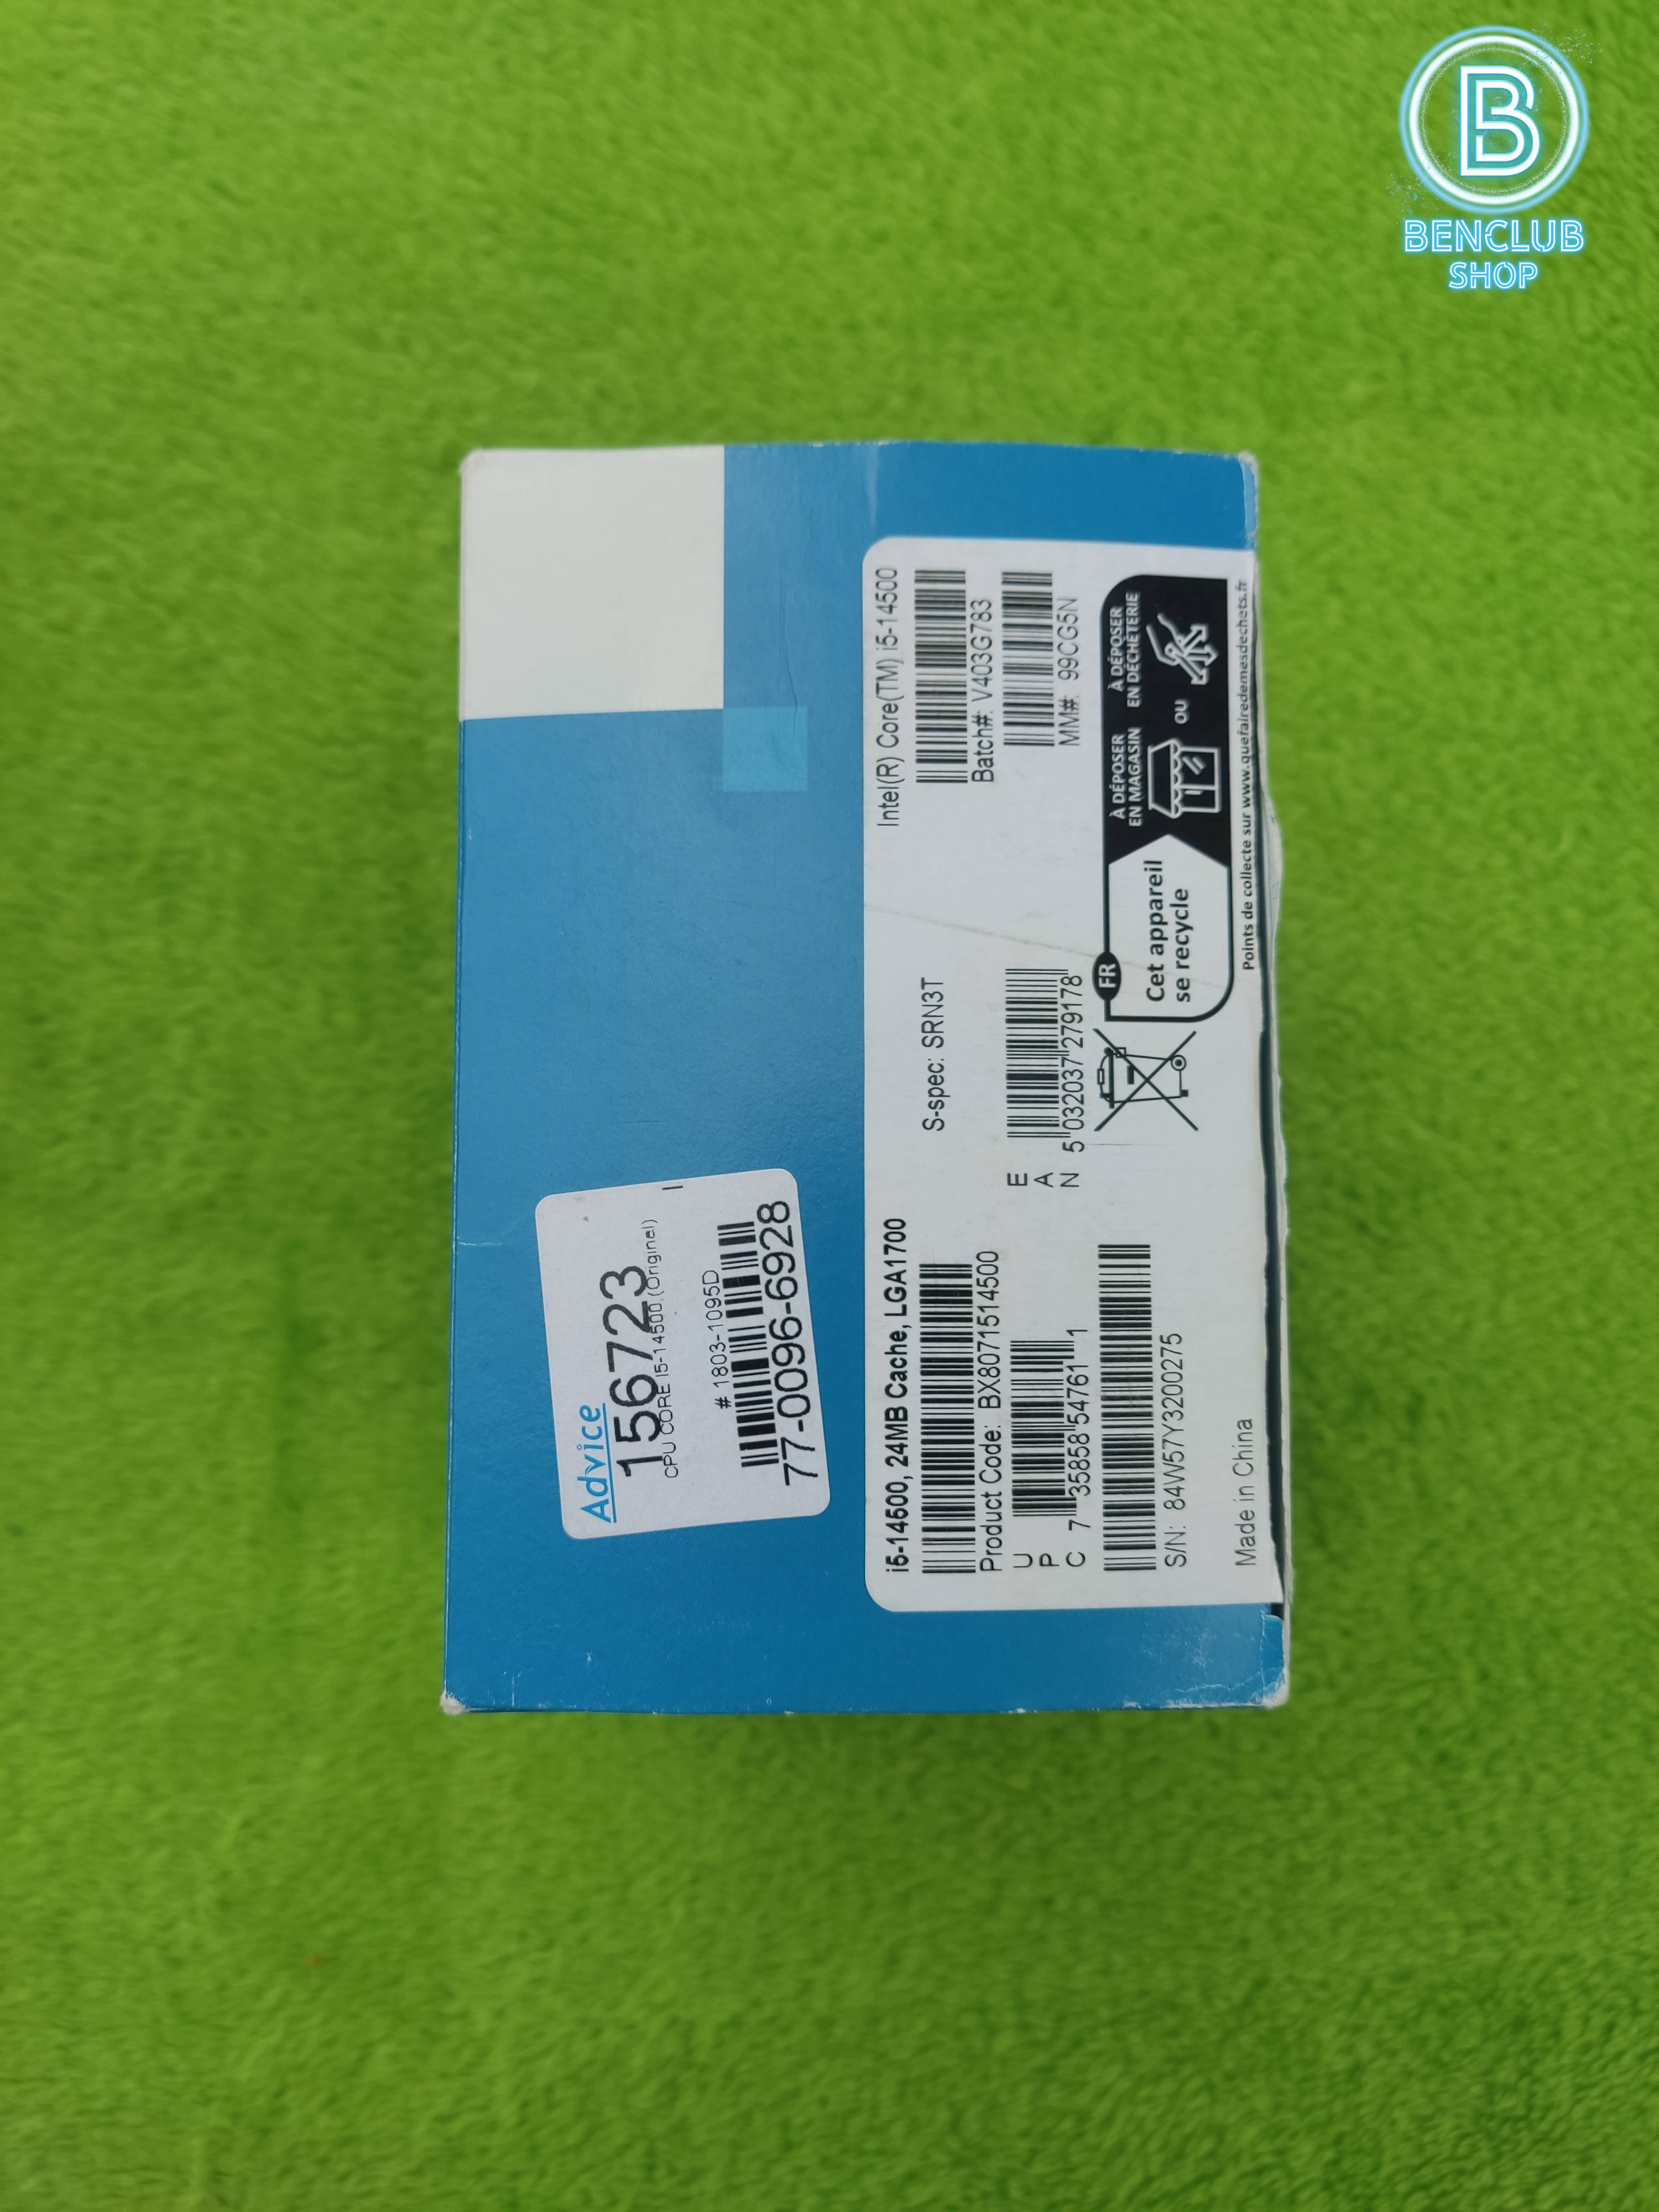 B
BENCLUB
SHOP
Advice
156723
CPU CORE I5-14500.(Originel)
# 1803-1095D
I
77-0096-6928
i5-14500, 24MB Cache, LGA1700
Intel(R) Core(TM) i5-14500
Product Code: BX8071514500
S-spec: SRN3T
Batch#: V403G783
UPC 7 35858 54761 1
EAN 5 032037 279178
MM#: 99CG5N
S/N: 84W57Y3200275
FR
Cet appareil
se recycle
À DÉPOSER
EN MAGASIN
OU
À DÉPOSER
EN DÉCHÈTERIE
Points de collecte sur www.quefairedemesdechets.fr
Made in China